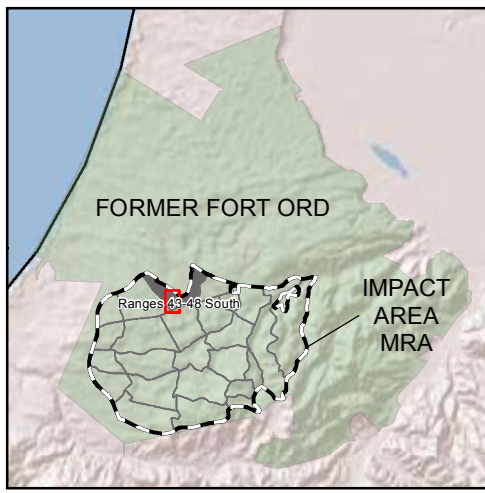 FORMER FORT ORD
Ranges 43-48 South
IMPACT
AREA
MRA